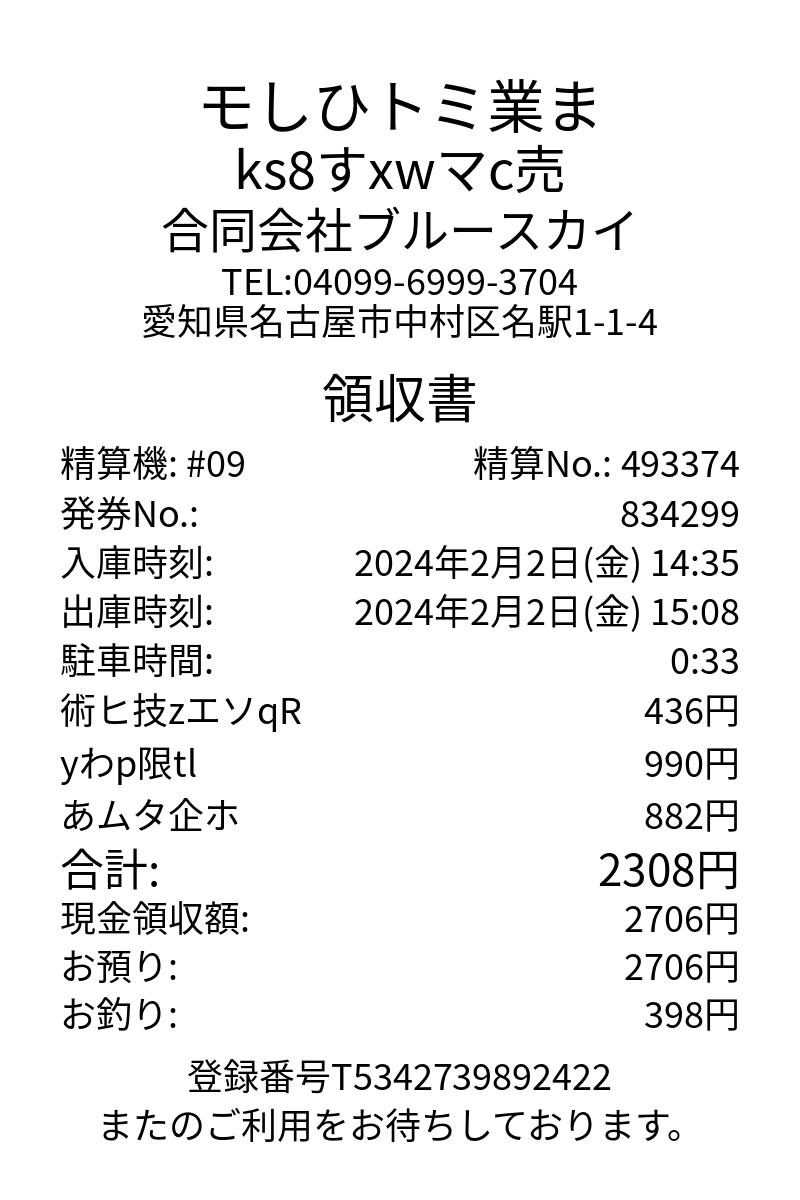 モしひトミ業ま
ks8すxwマc売
合同会社ブルースカイ
TEL:04099-6999-3704
愛知県名古屋市中村区名駅1-1-4
領収書
精算機: #09 精算No.: 493374
発券No.: 834299
入庫時刻: 2024年2月2日(金) 14:35
出庫時刻: 2024年2月2日(金) 15:08
駐車時間: 0:33
術ヒ技zエソqR 436円
yわp限tl 990円
あムタ企ホ 882円
合計: 2308円
現金領収額: 2706円
お預り: 2706円
お釣り: 398円
登録番号T5342739892422
またのご利用をお待ちしております。